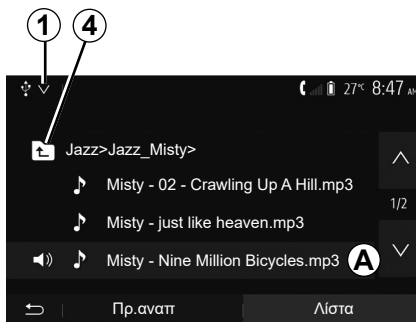 1 4
27°C 8:47 AM
Jazz>Jazz_Misty>
Misty - 02 - Crawling Up A Hill.mp3
1/2
Misty - just like heaven.mp3
Misty - Nine Million Bicycles.mp3 A
Πρ.αναπ Λίστα